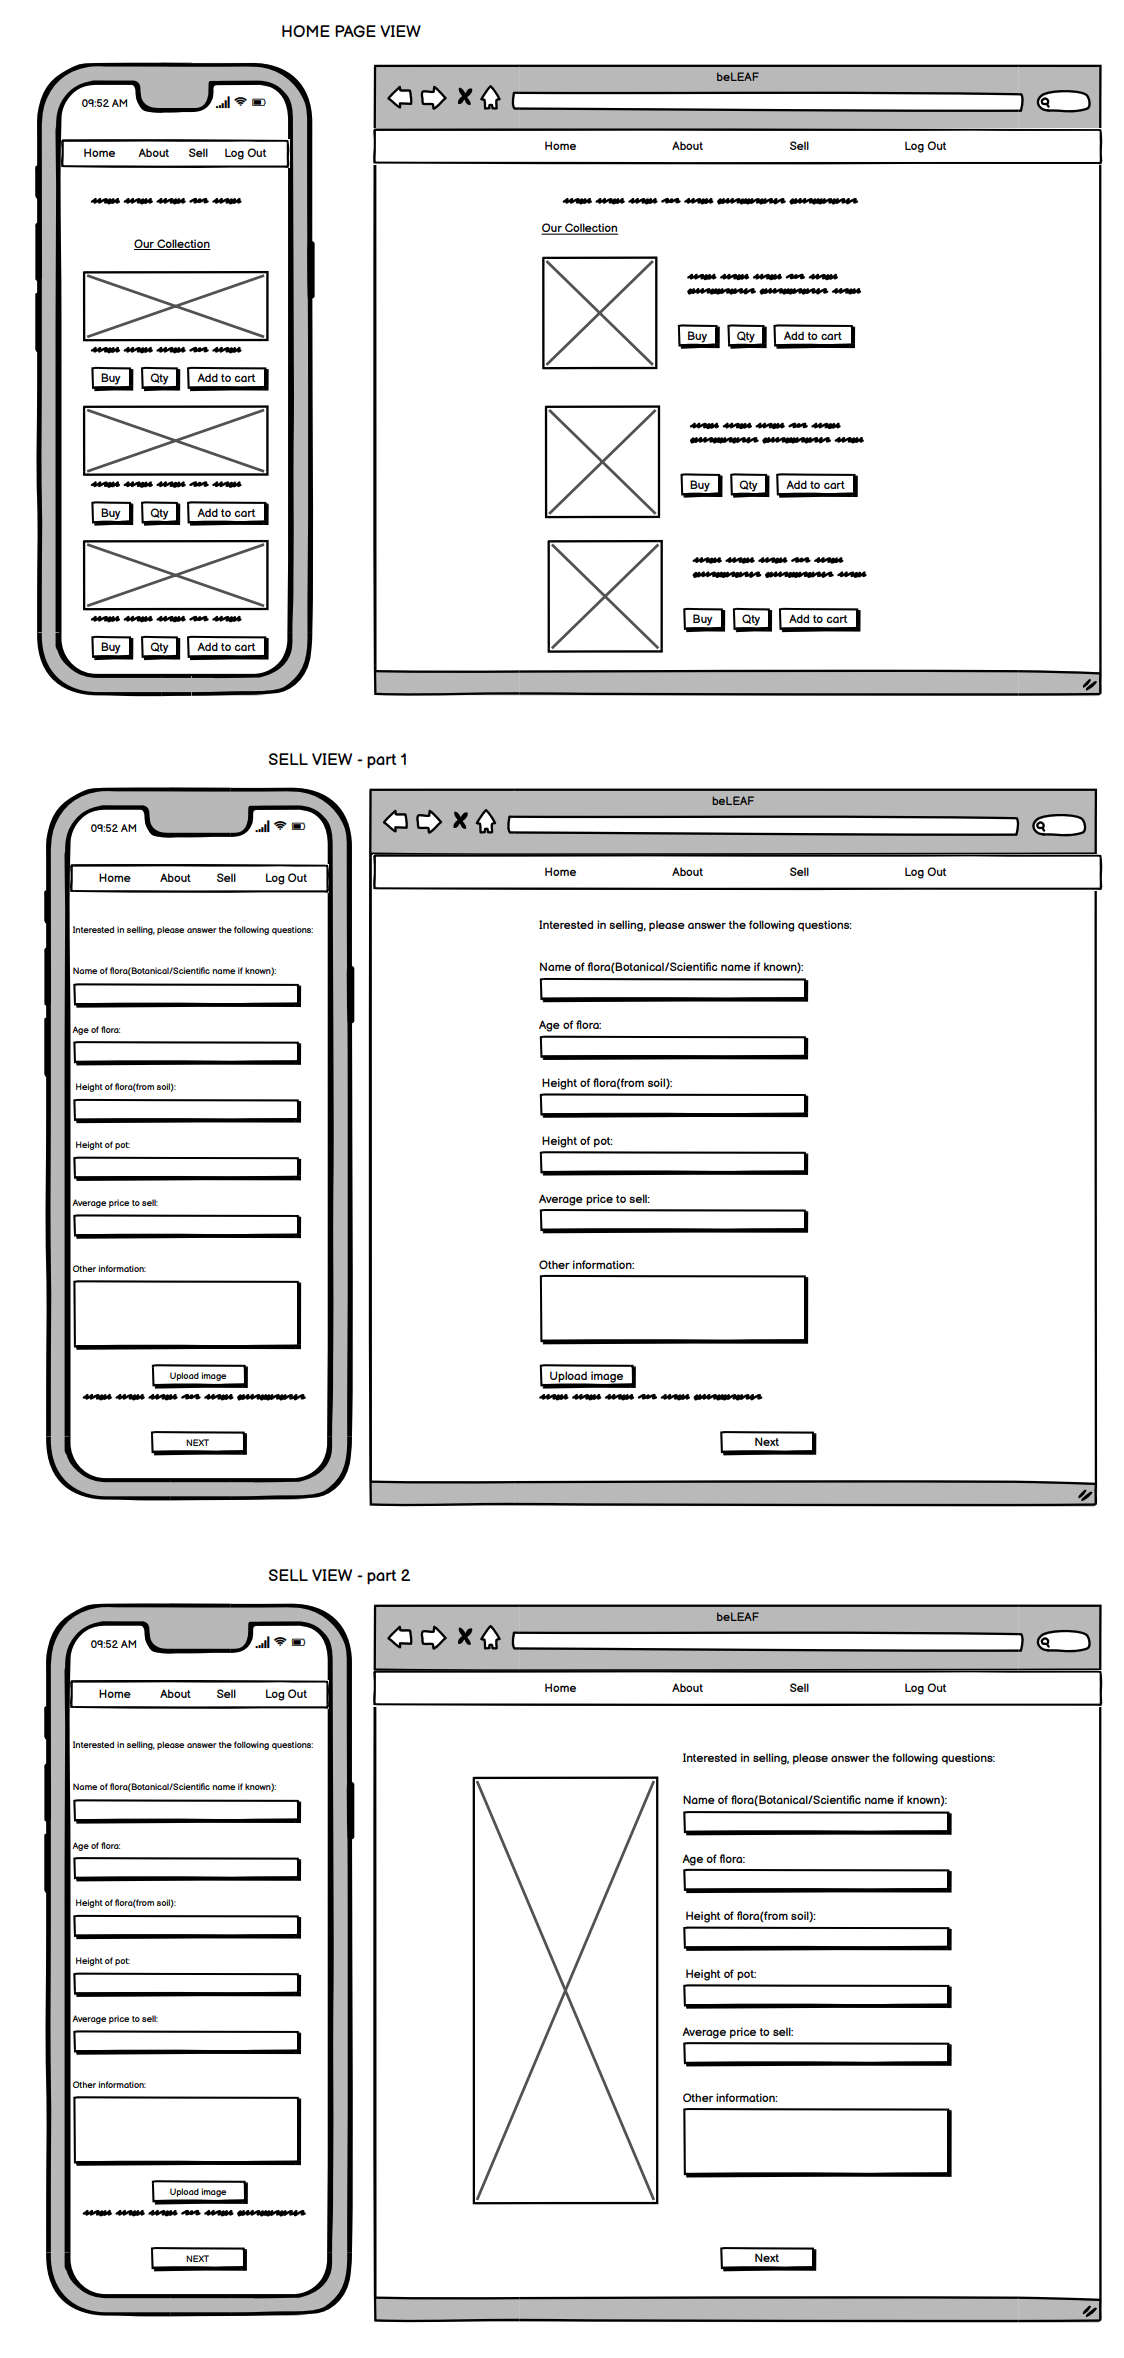 HOME PAGE VIEW
09:52 AM
Home About Sell Log Out
Our Collection
Buy Qty Add to cart
Buy Qty Add to cart
Buy Qty Add to cart
beLEAF
Home About Sell Log Out
Our Collection
Buy Qty Add to cart
Buy Qty Add to cart
Buy Qty Add to cart
SELL VIEW - part 1
09:52 AM
Home About Sell Log Out
Interested in selling, please answer the following questions:
Name of flora(Botanical/Scientific name if known):
Age of flora:
Height of flora(from soil):
Height of pot:
Average price to sell:
Other information:
Upload image
NEXT
beLEAF
Home About Sell Log Out
Interested in selling, please answer the following questions:
Name of flora(Botanical/Scientific name if known):
Age of flora:
Height of flora(from soil):
Height of pot:
Average price to sell:
Other information:
Upload image
Next
SELL VIEW - part 2
09:52 AM
Home About Sell Log Out
Interested in selling, please answer the following questions:
Name of flora(Botanical/Scientific name if known):
Age of flora:
Height of flora(from soil):
Height of pot:
Average price to sell:
Other information:
Upload image
NEXT
beLEAF
Home About Sell Log Out
Interested in selling, please answer the following questions:
Name of flora(Botanical/Scientific name if known):
Age of flora:
Height of flora(from soil):
Height of pot:
Average price to sell:
Other information:
Next